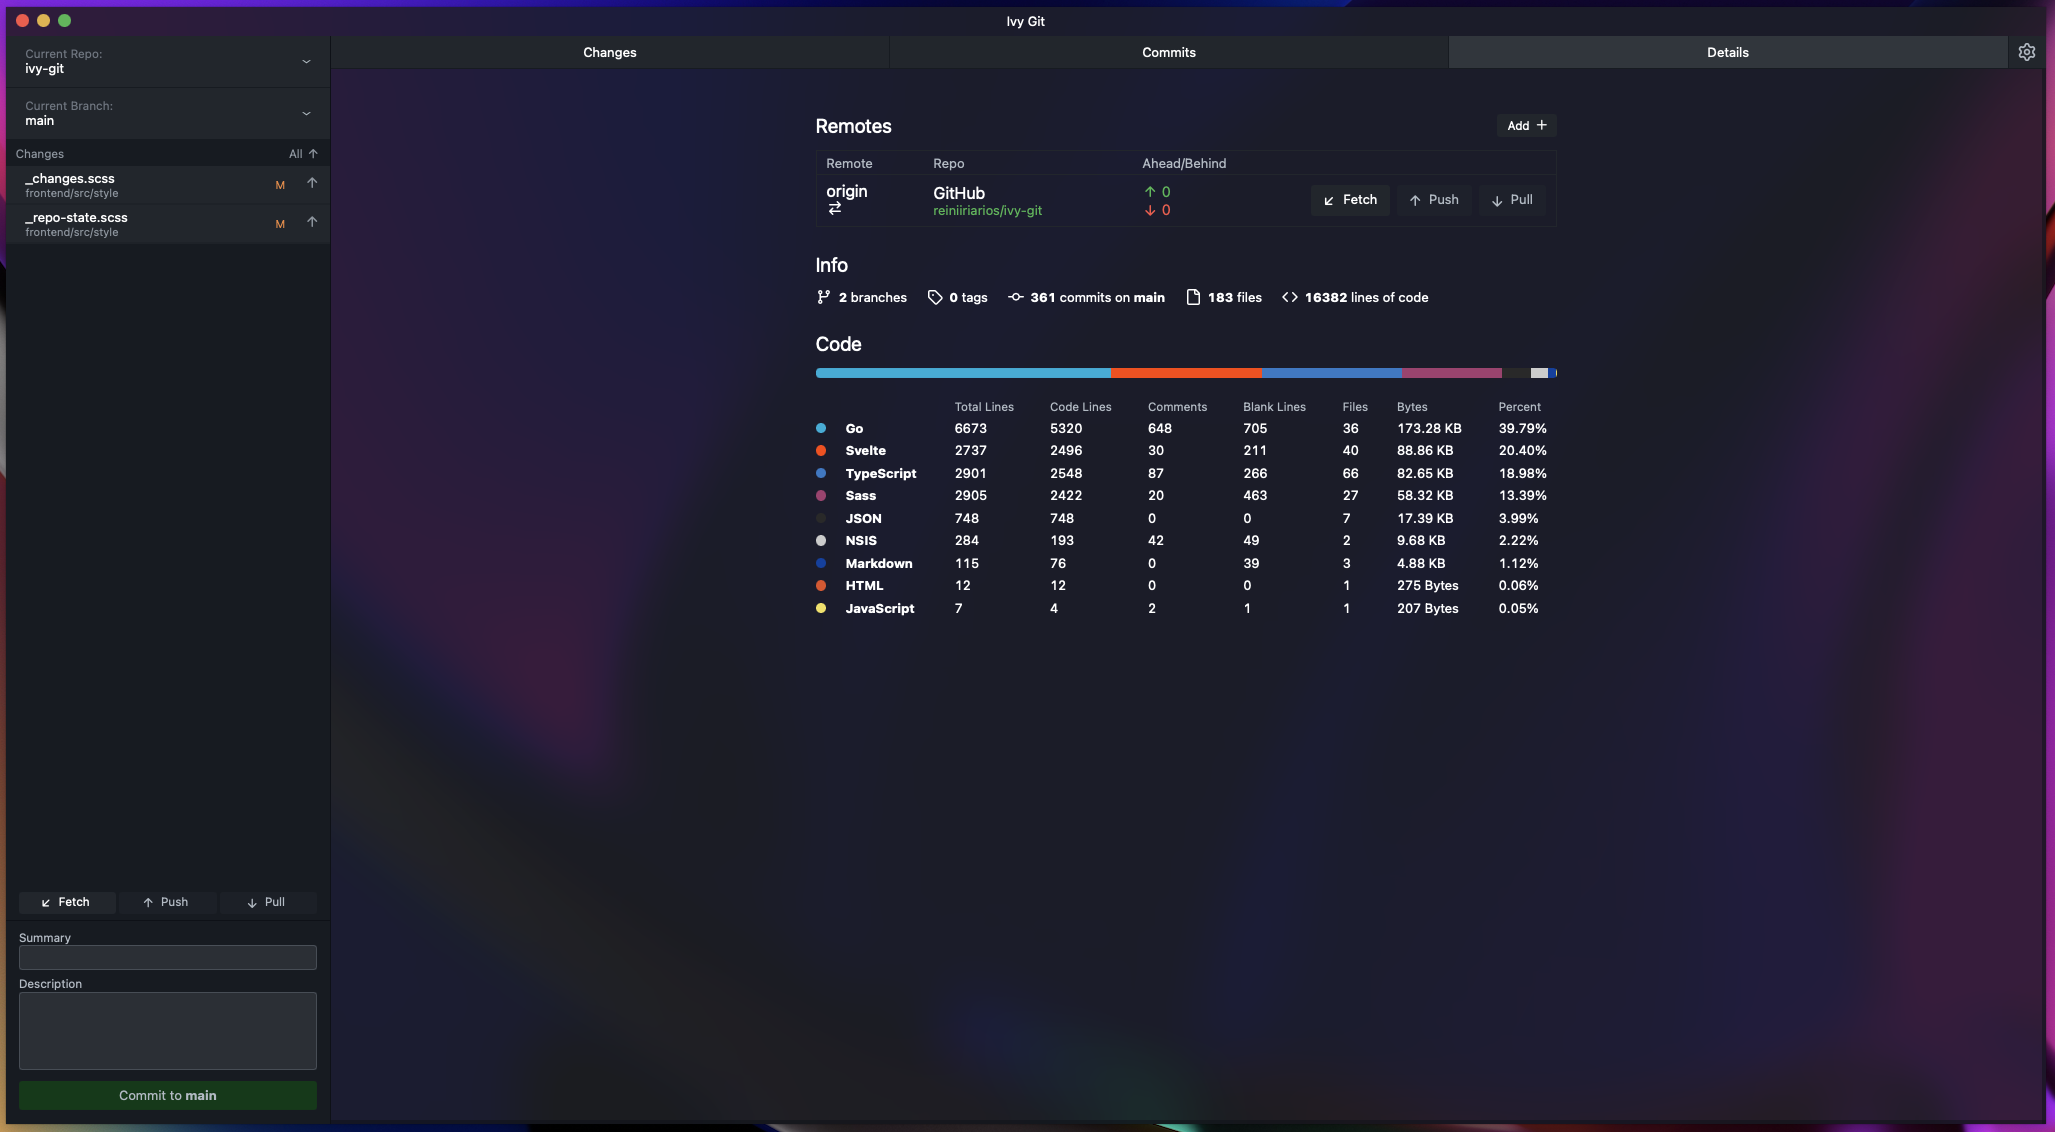 Ivy Git
Current Repo:
ivy-git
Current Branch:
main
Changes All
_changes.scss
frontend/src/style
M
_repo-state.scss
frontend/src/style
M
Fetch Push Pull
Summary
Description
Commit to main
Changes Commits Details
Remotes
Add
Remote Repo Ahead/Behind
origin GitHub 0
reiniiriarios/ivy-git 0
Fetch Push Pull
Info
2 branches 0 tags 361 commits on main 183 files 16382 lines of code
Code
Total Lines Code Lines Comments Blank Lines Files Bytes Percent
Go 6673 5320 648 705 36 173.28 KB 39.79%
Svelte 2737 2496 30 211 40 88.86 KB 20.40%
TypeScript 2901 2548 87 266 66 82.65 KB 18.98%
Sass 2905 2422 20 463 27 58.32 KB 13.39%
JSON 748 748 0 0 7 17.39 KB 3.99%
NSIS 284 193 42 49 2 9.68 KB 2.22%
Markdown 115 76 0 39 3 4.88 KB 1.12%
HTML 12 12 0 0 1 275 Bytes 0.06%
JavaScript 7 4 2 1 1 207 Bytes 0.05%